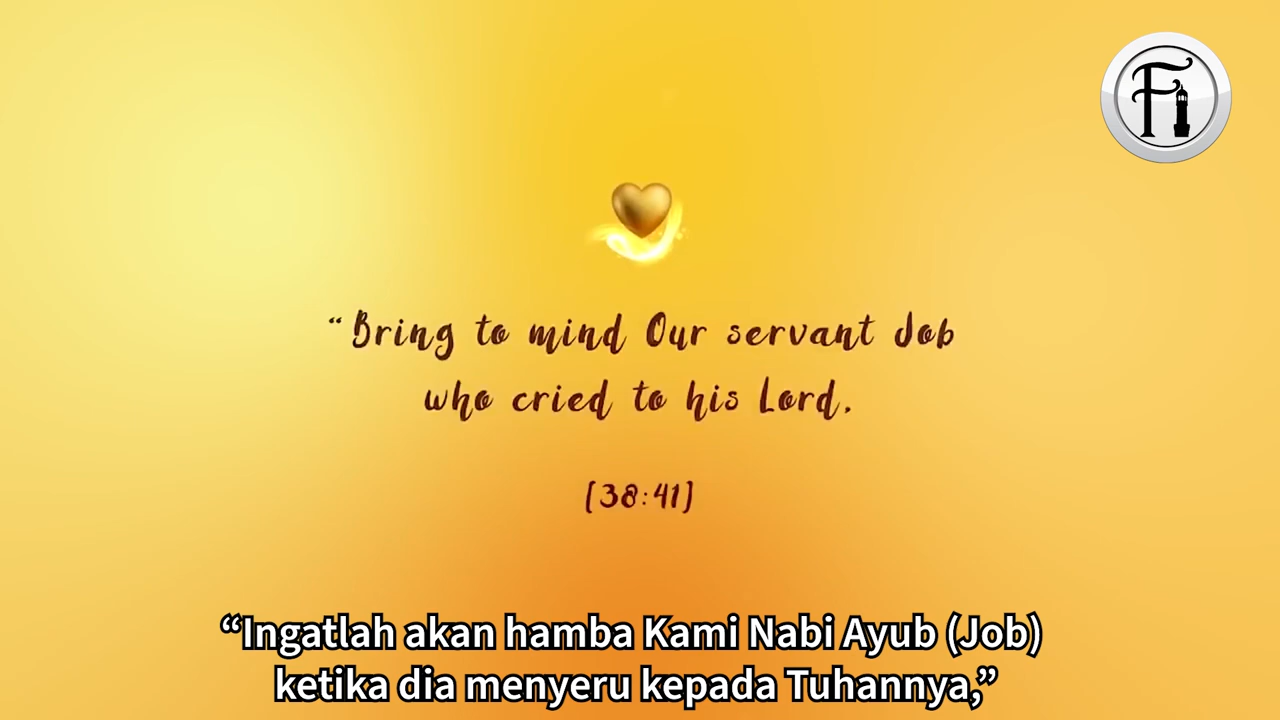 Fi
“Bring to mind Our servant Job
who cried to his Lord.
[38:41]
“Ingatlah akan hamba Kami Nabi Ayub (Job)
ketika dia menyeru kepada Tuhannya,”